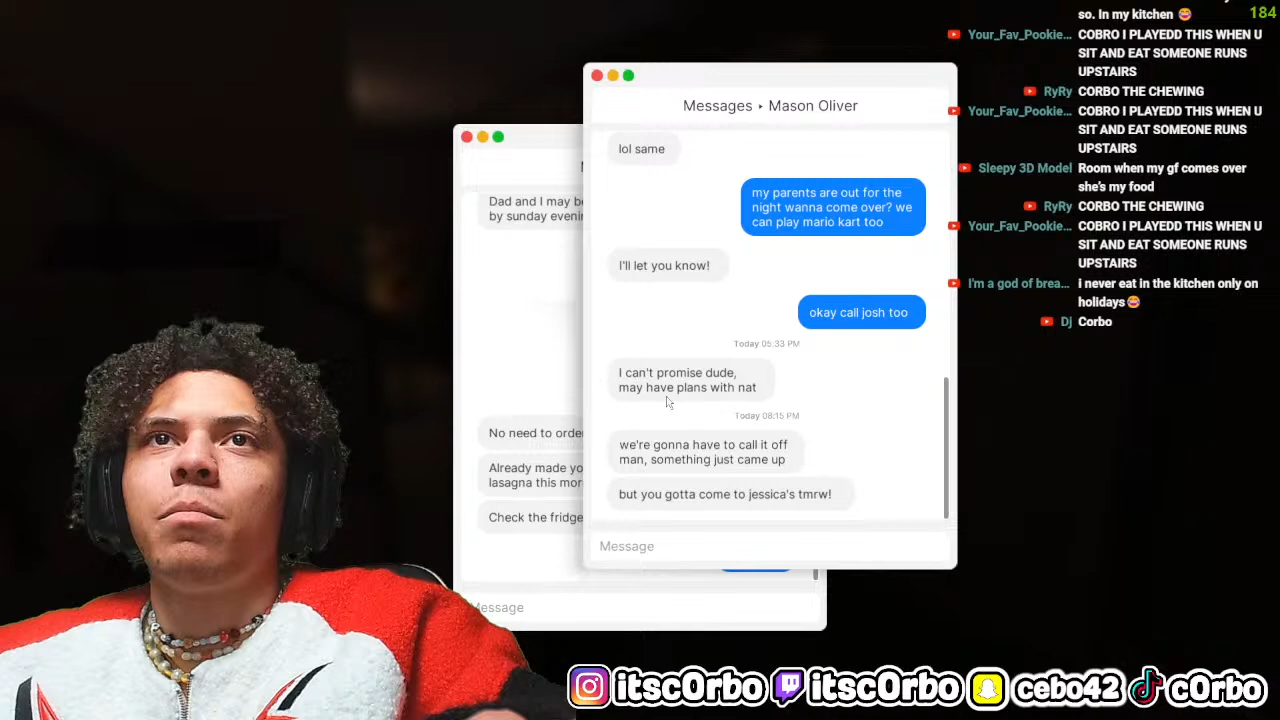 so. In my kitchen 😂
184
Your_Fav_Pookie... COBRO I PLAYEDD THIS WHEN U
SIT AND EAT SOMEONE RUNS
UPSTAIRS
RyRy CORBO THE CHEWING
Your_Fav_Pookie... COBRO I PLAYEDD THIS WHEN U
SIT AND EAT SOMEONE RUNS
UPSTAIRS
Sleepy 3D Model Room when my gf comes over
she's my food
RyRy CORBO THE CHEWING
Your_Fav_Pookie... COBRO I PLAYEDD THIS WHEN U
SIT AND EAT SOMEONE RUNS
UPSTAIRS
I'm a god of brea... i never eat in the kitchen only on
holidays😂
Dj Corbo
Messages ▸ Mason Oliver
lol same
my parents are out for the
night wanna come over? we
can play mario kart too
I'll let you know!
okay call josh too
Today 05:33 PM
I can't promise dude,
may have plans with nat
Today 08:15 PM
we're gonna have to call it off
man, something just came up
but you gotta come to jessica's tmrw!
Message
Dad and I may be
by sunday evenin
No need to orde
Already made yo
lasagna this mor
Check the fridge
Message
itsc0rbo itsc0rbo cebo42 c0rbo